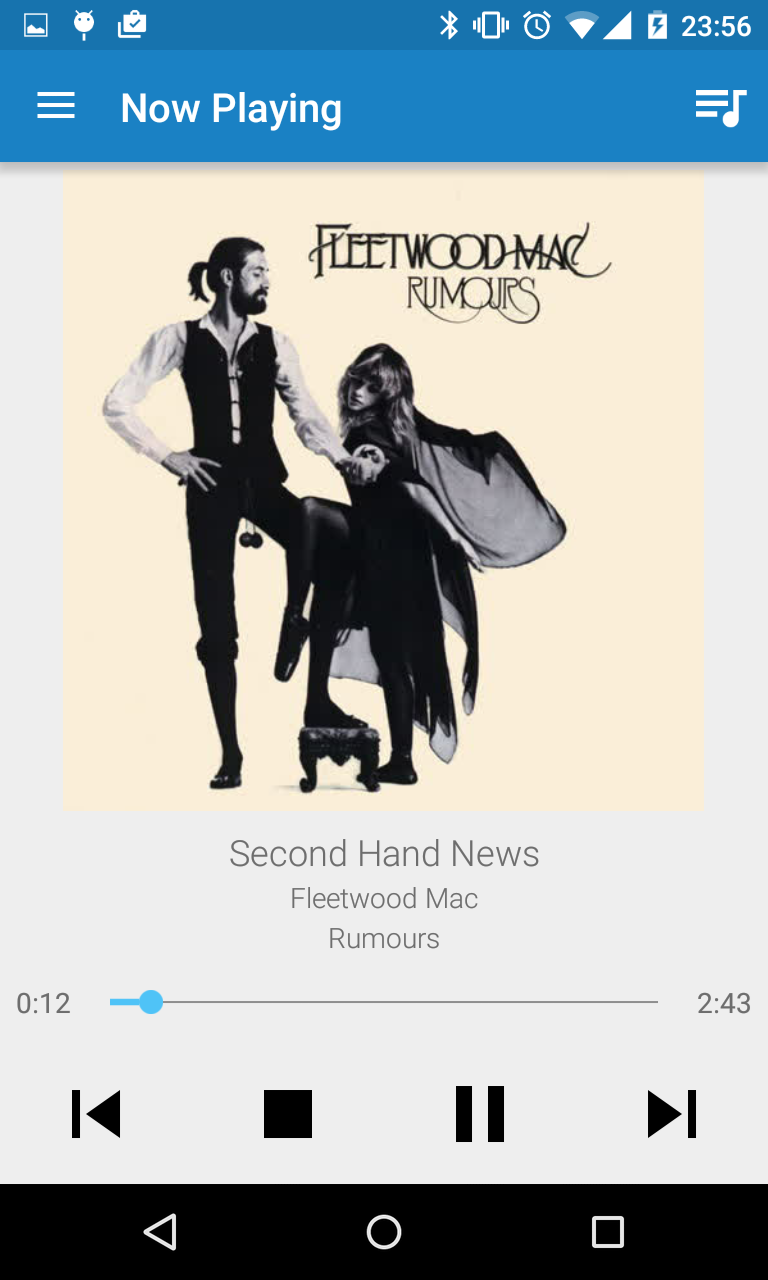 23:56
Now Playing
FLEETWOOD MAC
RUMOURS
Second Hand News
Fleetwood Mac
Rumours
0:12
2:43